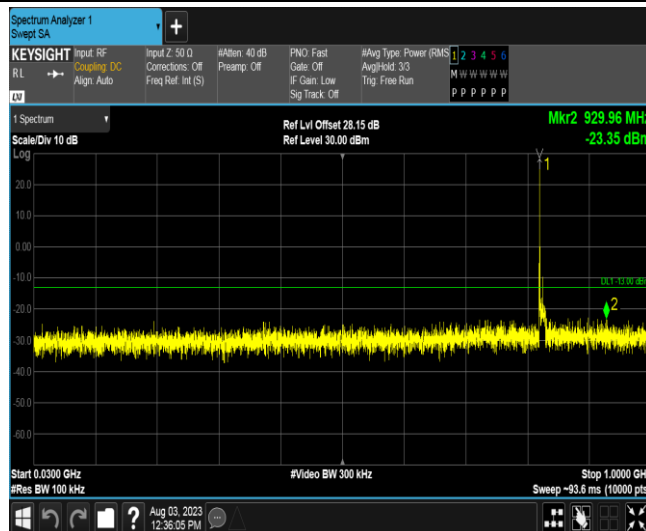 Spectrum Analyzer 1
Swept SA
+
KEYSIGHT Input: RF Input Z: 50 Ω #Atten: 40 dB PNO: Fast #Avg Type: Power (RMS 1 2 3 4 5 6
RL Coupling: DC Corrections: Off Preamp: Off Gate: Off Avg|Hold: 3/3 M W W W W W
Align: Auto Freq Ref: Int (S) IF Gain: Low Trig: Free Run
LXI Sig Track: Off P P P P P P
1 Spectrum Ref Lvl Offset 28.15 dB Mkr2 929.96 MHz
Scale/Div 10 dB Ref Level 30.00 dBm -23.35 dBm
Log
1
20.0
10.0
0.00
-10.0
DL1 -13.00 dBm
-20.0
2
-30.0
-40.0
-50.0
-60.0
Start 0.0300 GHz #Video BW 300 kHz Stop 1.0000 GH
#Res BW 100 kHz Sweep ~93.6 ms (10000 pts
? Aug 03, 2023
12:36:05 PM